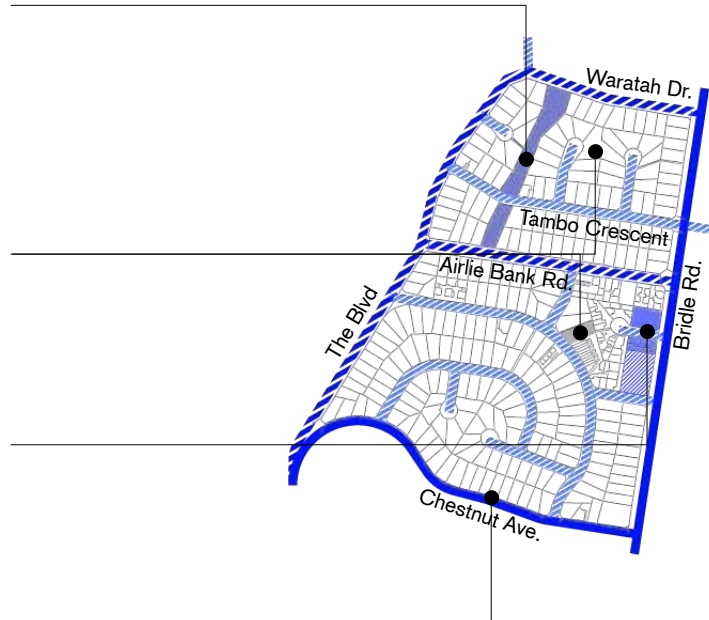 Waratah Dr.
Tambo Crescent
Airlie Bank Rd.
Bridle Rd.
The Blvd
Chestnut Ave.